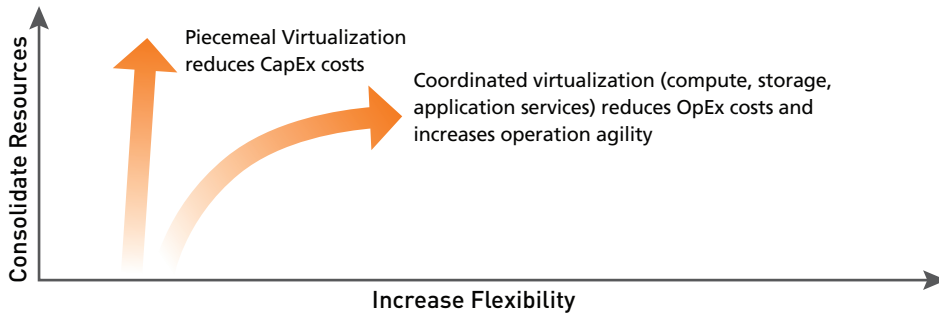 Consolidate Resources
Piecemeal Virtualization
reduces CapEx costs
Coordinated virtualization (compute, storage,
application services) reduces OpEx costs and
increases operation agility
Increase Flexibility